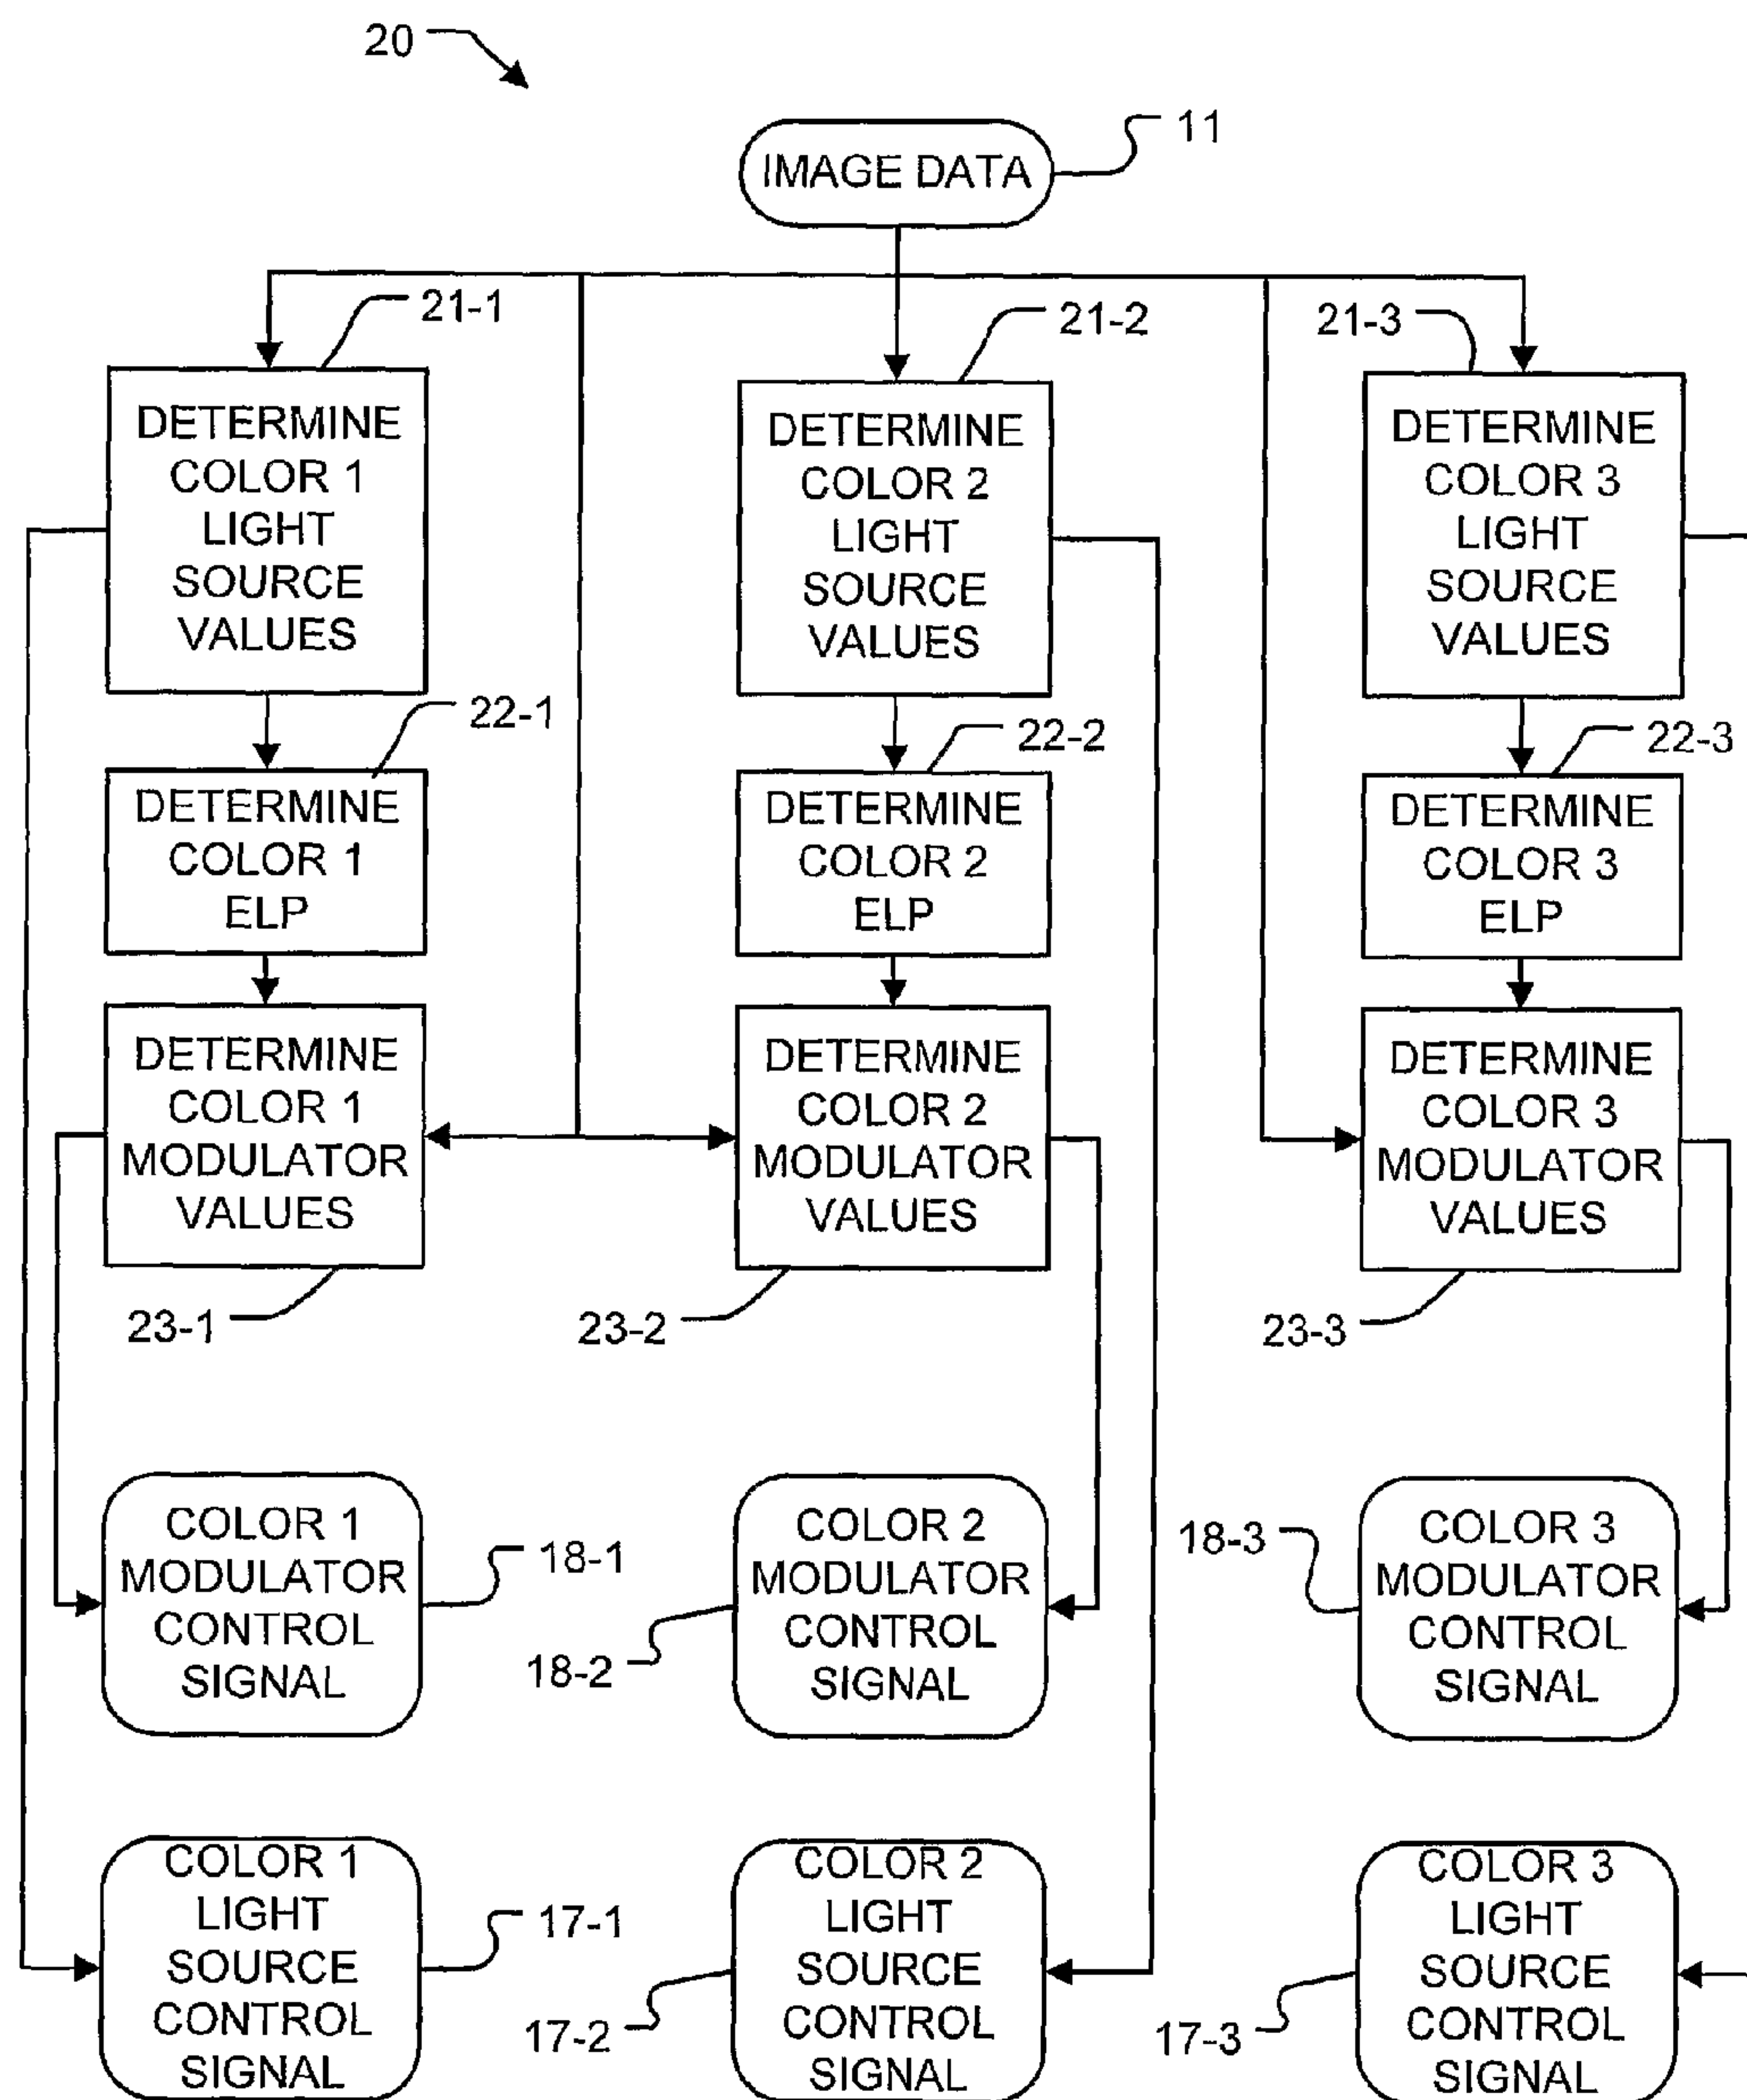 20
11
IMAGE DATA
21-1
21-2
21-3
DETERMINE
COLOR 1
LIGHT
SOURCE
VALUES
DETERMINE
COLOR 2
LIGHT
SOURCE
VALUES
DETERMINE
COLOR 3
LIGHT
SOURCE
VALUES
22-1
22-2
22-3
DETERMINE
COLOR 1
ELP
DETERMINE
COLOR 2
ELP
DETERMINE
COLOR 3
ELP
DETERMINE
COLOR 1
MODULATOR
VALUES
DETERMINE
COLOR 2
MODULATOR
VALUES
DETERMINE
COLOR 3
MODULATOR
VALUES
23-1
23-2
23-3
COLOR 1
MODULATOR
CONTROL
SIGNAL
18-1
18-2
COLOR 2
MODULATOR
CONTROL
SIGNAL
18-3
COLOR 3
MODULATOR
CONTROL
SIGNAL
COLOR 1
LIGHT
SOURCE
CONTROL
SIGNAL
17-1
17-2
COLOR 2
LIGHT
SOURCE
CONTROL
SIGNAL
17-3
COLOR 3
LIGHT
SOURCE
CONTROL
SIGNAL